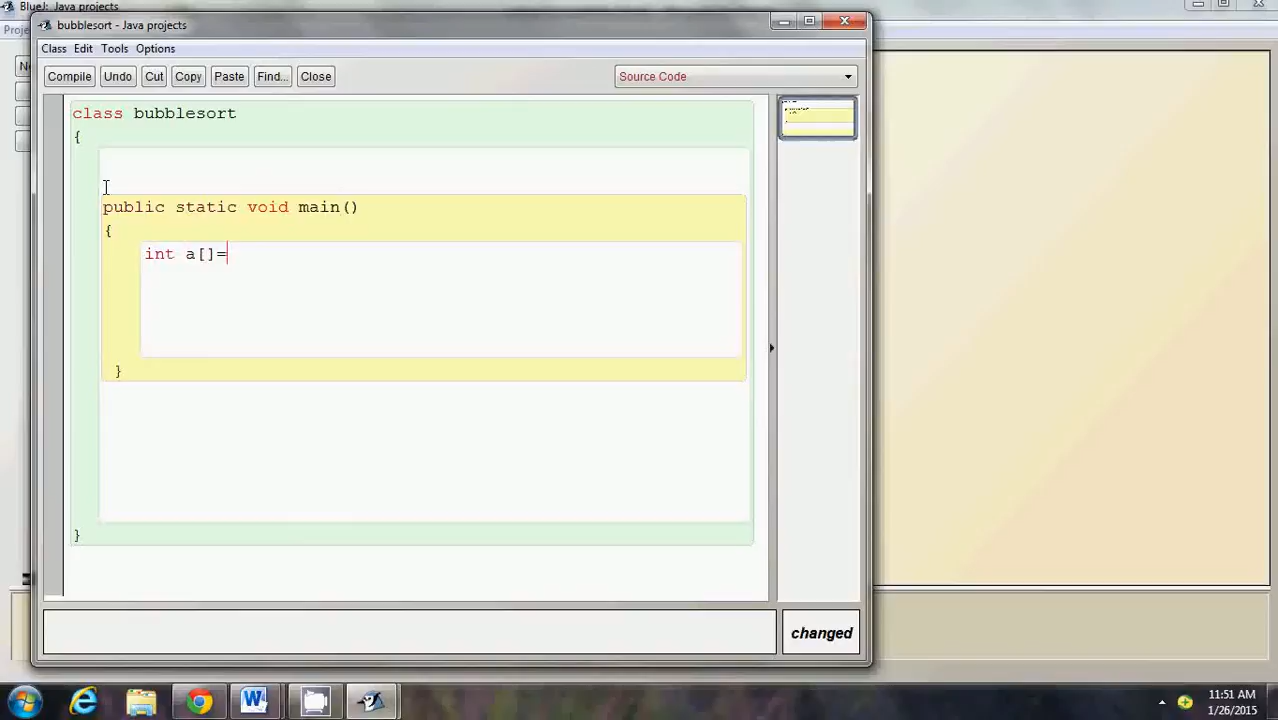 BlueJ: Java projects
bubblesort - Java projects
Class Edit Tools Options
Compile Undo Cut Copy Paste Find... Close
Source Code
class bubblesort
{
public static void main()
{
int a[]=
}
}
changed
11:51 AM
1/26/2015